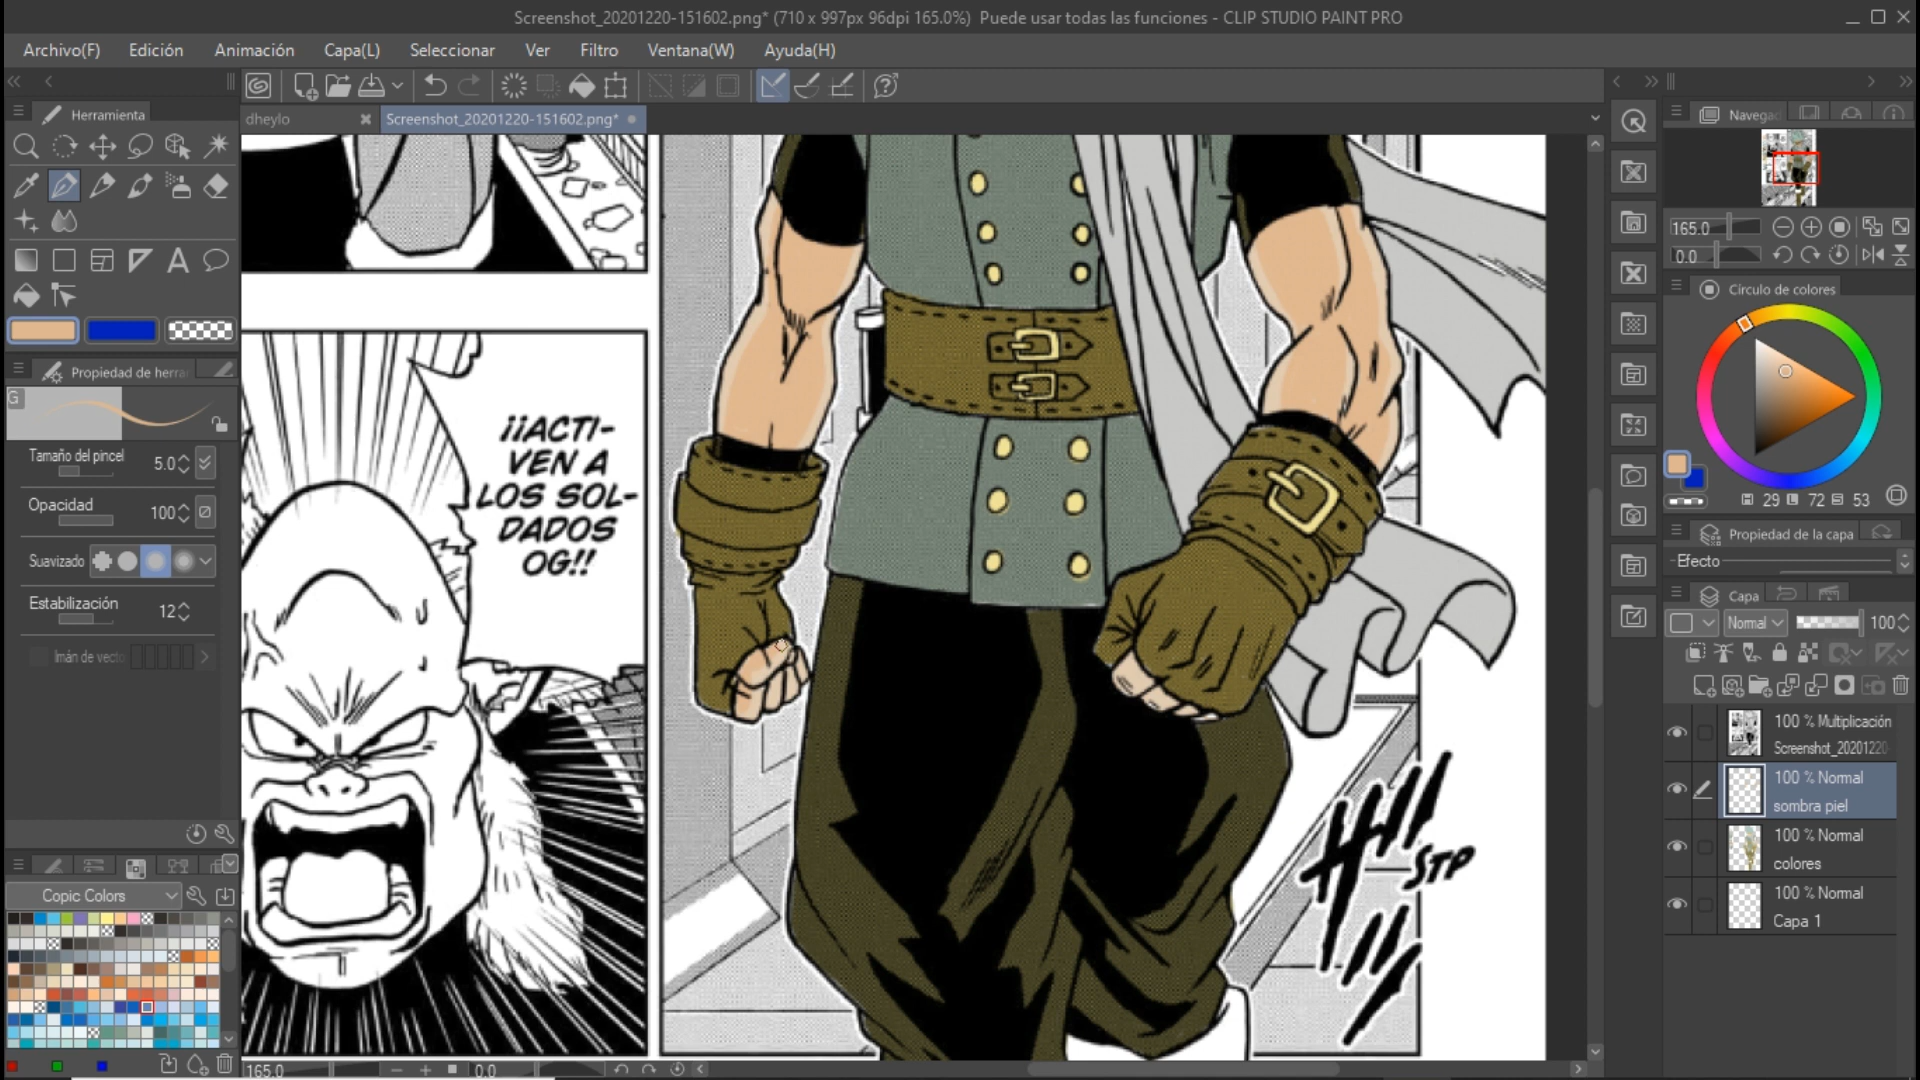 Screenshot_20201220-151602.png* (710 x 997px 96dpi 165.0%) Puede usar todas las funciones - CLIP STUDIO PAINT PRO
Archivo(F) Edición Animación Capa(L) Seleccionar Ver Filtro Ventana(W) Ayuda(H)
Herramienta
dheylo
Screenshot_20201220-151602.png*
Navegac
165.0
0.0
Círculo de colores
H 29 L 72 S 53
Propiedad de herra
G
Tamaño del pincel 5.0
Opacidad 100
Suavizado
Estabilización 12
Imán de vecto
Copic Colors
¡¡ACTI-
VEN A
LOS SOL-
DADOS
OG!!
STP
Propiedad de la capa
Efecto
Capa
Normal 100
100 % Multiplicación
Screenshot_20201220-
100 % Normal
sombra piel
100 % Normal
colores
100 % Normal
Capa 1
165.0 0.0